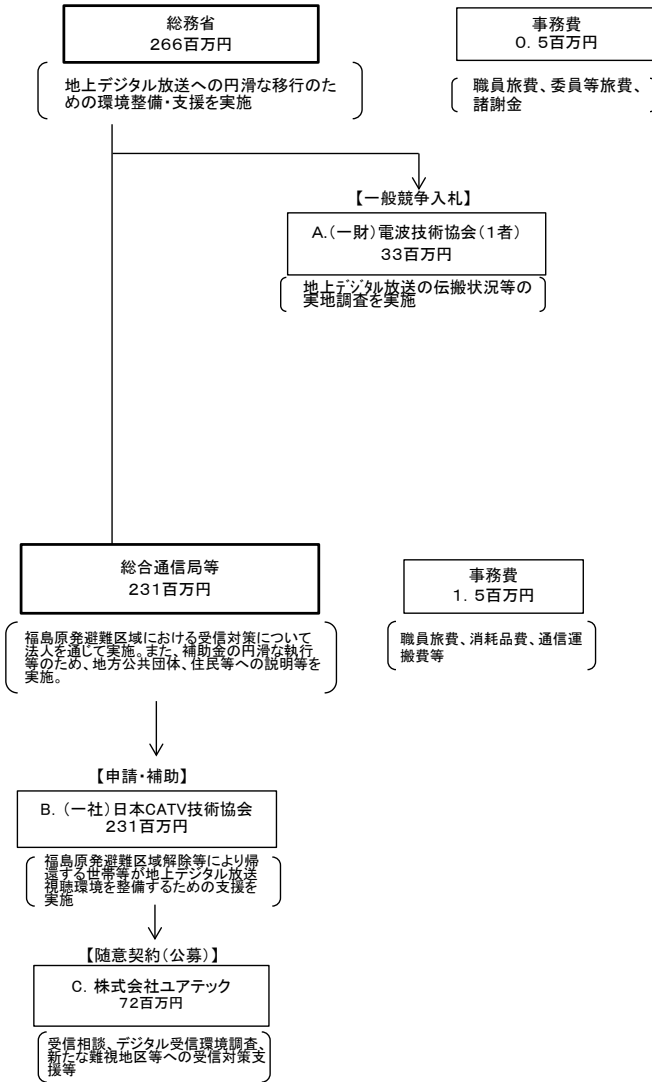 総務省
266百万円
事務費
0．5百万円
地上デジタル放送への円滑な移行のた
めの環境整備・支援を実施
職員旅費、委員等旅費、
諸謝金
【一般競争入札】
A.（一財）電波技術協会（1者）
33百万円
地上ﾃﾞｼﾞﾀﾙ放送の伝搬状況等の
実地調査を実施
総合通信局等
231百万円
事務費
1．5百万円
福島原発避難区域における受信対策について
法人を通じて実施。また、補助金の円滑な執行
等のため、地方公共団体、住民等への説明等を
実施。
職員旅費、消耗品費、通信運
搬費等
【申請・補助】
B．（一社）日本CATV技術協会
231百万円
福島原発避難区域解除等により帰
還する世帯等が地上デジタル放送
視聴環境を整備するための支援を
実施
【随意契約（公募）】
C．株式会社ユアテック
72百万円
受信相談、デジタル受信環境調査、
新たな難視地区等への受信対策支
援等